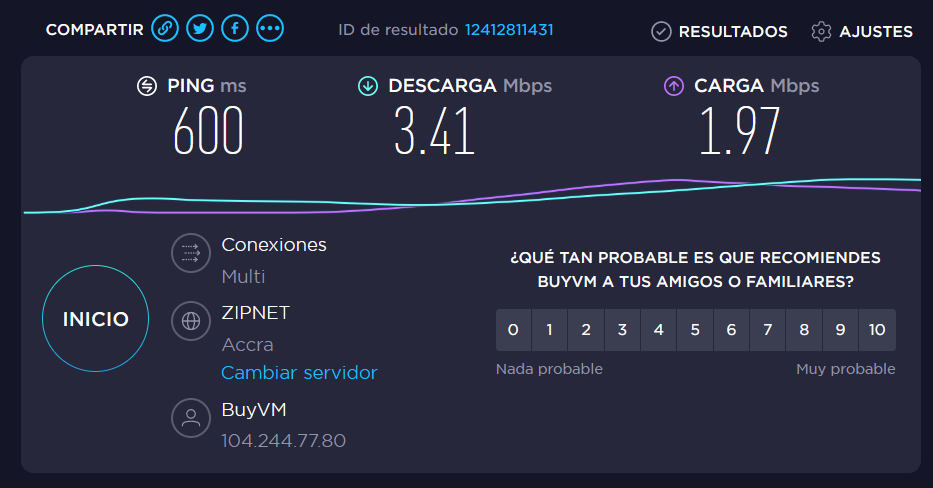 COMPARTIR
ID de resultado 12412811431
RESULTADOS
AJUSTES
PING ms
DESCARGA Mbps
CARGA Mbps
600
3.41
1.97
INICIO
Conexiones
Multi
ZIPNET
Accra
Cambiar servidor
BuyVM
104.244.77.80
¿QUÉ TAN PROBABLE ES QUE RECOMIENDES
BUYVM A TUS AMIGOS O FAMILIARES?
0 1 2 3 4 5 6 7 8 9 10
Nada probable
Muy probable